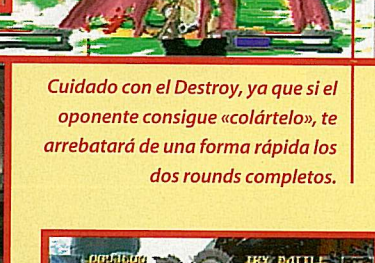 Cuidado con el Destroy, ya que si el
oponente consigue «colártelo», te
arrebatará de una forma rápida los
dos rounds completos.